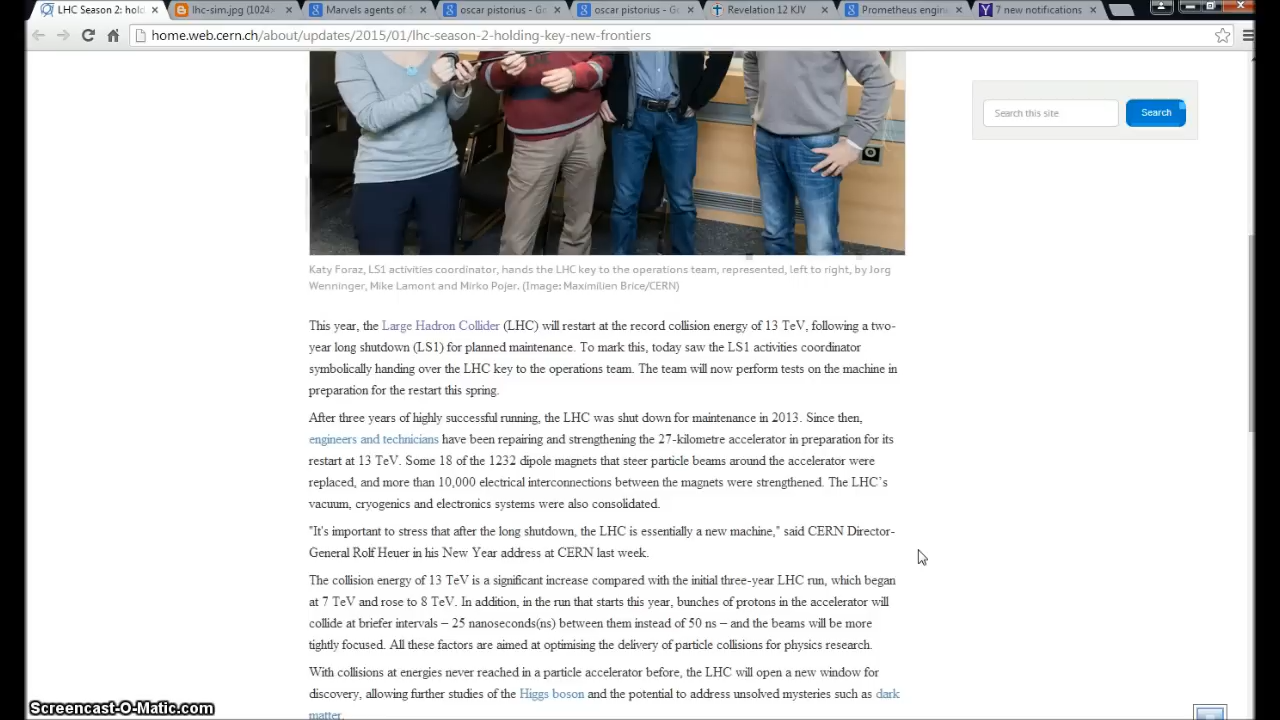 LHC Season 2: hold
lhc-sim.jpg (1024×
Marvels agents of S
oscar pistorius - Go
oscar pistorius - Go
Revelation 12 KJV
Prometheus engin
7 new notifications
home.web.cern.ch/about/updates/2015/01/lhc-season-2-holding-key-new-frontiers
Search this site
Search
Katy Foraz, LS1 activities coordinator, hands the LHC key to the operations team, represented, left to right, by Jorg
Wenninger, Mike Lamont and Mirko Pojer. (Image: Maximilien Brice/CERN)
This year, the Large Hadron Collider (LHC) will restart at the record collision energy of 13 TeV, following a two-
year long shutdown (LS1) for planned maintenance. To mark this, today saw the LS1 activities coordinator
symbolically handing over the LHC key to the operations team. The team will now perform tests on the machine in
preparation for the restart this spring.
After three years of highly successful running, the LHC was shut down for maintenance in 2013. Since then,
engineers and technicians have been repairing and strengthening the 27-kilometre accelerator in preparation for its
restart at 13 TeV. Some 18 of the 1232 dipole magnets that steer particle beams around the accelerator were
replaced, and more than 10,000 electrical interconnections between the magnets were strengthened. The LHC's
vacuum, cryogenics and electronics systems were also consolidated.
"It's important to stress that after the long shutdown, the LHC is essentially a new machine," said CERN Director-
General Rolf Heuer in his New Year address at CERN last week.
The collision energy of 13 TeV is a significant increase compared with the initial three-year LHC run, which began
at 7 TeV and rose to 8 TeV. In addition, in the run that starts this year, bunches of protons in the accelerator will
collide at briefer intervals – 25 nanoseconds(ns) between them instead of 50 ns – and the beams will be more
tightly focused. All these factors are aimed at optimising the delivery of particle collisions for physics research.
With collisions at energies never reached in a particle accelerator before, the LHC will open a new window for
discovery, allowing further studies of the Higgs boson and the potential to address unsolved mysteries such as dark
matter.
Screencast-O-Matic.com